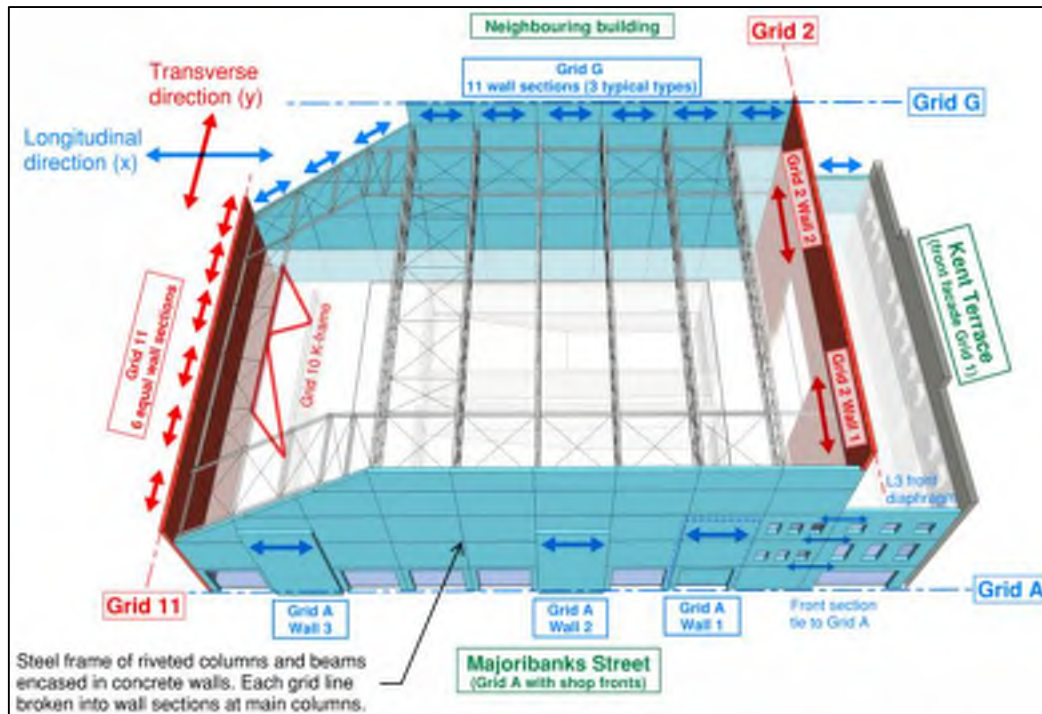 Neighbouring building
Grid 2
Transverse
direction (y)
Grid G
11 wall sections (3 typical types)
Grid G
Longitudinal
direction (x)
Grid 2 Wall 2
Kent Terrace
(front facade Grid 1)
Grid 11
6 equal wall sections
Grid 10 K-frame
Grid 2 Wall 1
L3 front
diaphragm
Grid 11
Grid A
Wall 3
Grid A
Wall 2
Grid A
Wall 1
Front section
tie to Grid A
Grid A
Steel frame of riveted columns and beams
encased in concrete walls. Each grid line
broken into wall sections at main columns.
Majoribanks Street
(Grid A with shop fronts)